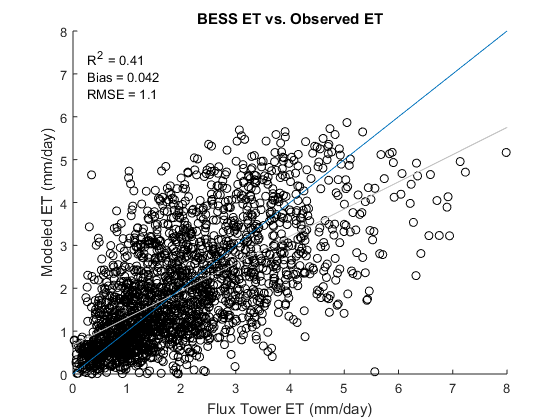 BESS ET vs. Observed ET
R² = 0.41
Bias = 0.042
RMSE = 1.1
Modeled ET (mm/day)
8
7
6
5
4
3
2
1
0
0 1 2 3 4 5 6 7 8
Flux Tower ET (mm/day)